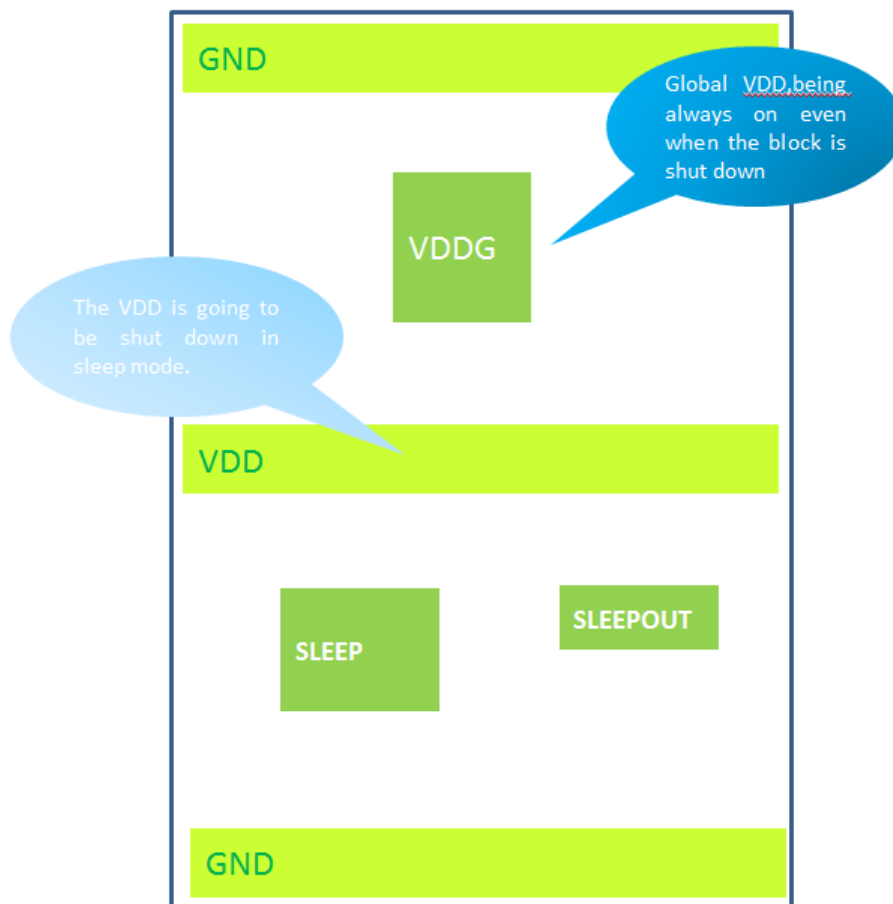 GND
Global VDD,being
always on even
when the block is
shut down
VDDG
The VDD is going to
be shut down in
sleep mode.
VDD
SLEEP
SLEEPOUT
GND